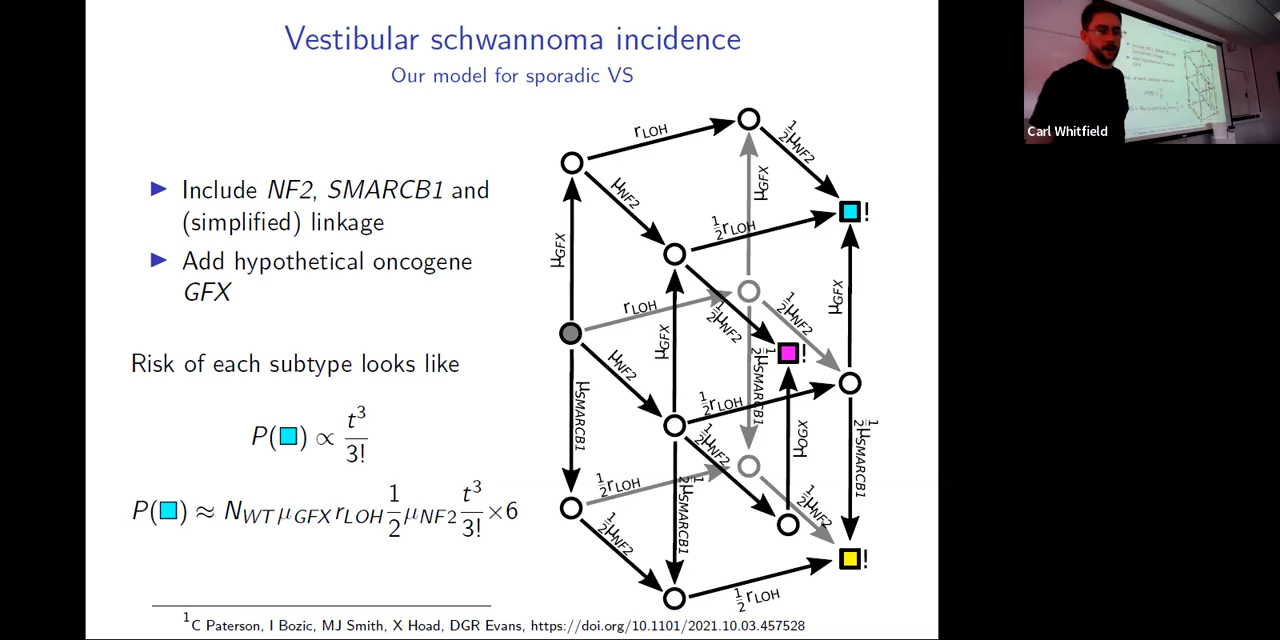 Vestibular schwannoma incidence
Our model for sporadic VS
▶ Include NF2, SMARCB1 and
(simplified) linkage
▶ Add hypothetical oncogene
GFX
Risk of each subtype looks like
P(■) ∝ t³/3!
P(■) ≈ N_WT μ_GFX r_LOH 1/2 μ_NF2 t³/3! ×6
r_LOH
½μ_NF2
μ_NF2
μ_GFX
½r_LOH
!
μ_GFX
r_LOH
½μ_NF2
½μ_NF2
μ_GFX
μ_GFX
!
μ_NF2
½μ_SMARCB1
½r_LOH
μ_SMARCB1
½μ_NF2
μ_OGX
½μ_SMARCB1
½r_LOH
½μ_SMARCB1
½μ_NF2
½μ_NF2
!
½r_LOH
¹C Paterson, I Bozic, MJ Smith, X Hoad, DGR Evans, https://doi.org/10.1101/2021.10.03.457528
Carl Whitfield